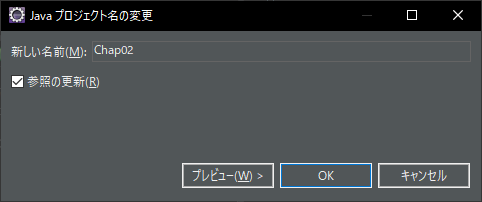 Java プロジェクト名の変更
新しい名前(M): Chap02
参照の更新(R)
プレビュー(W) > OK キャンセル